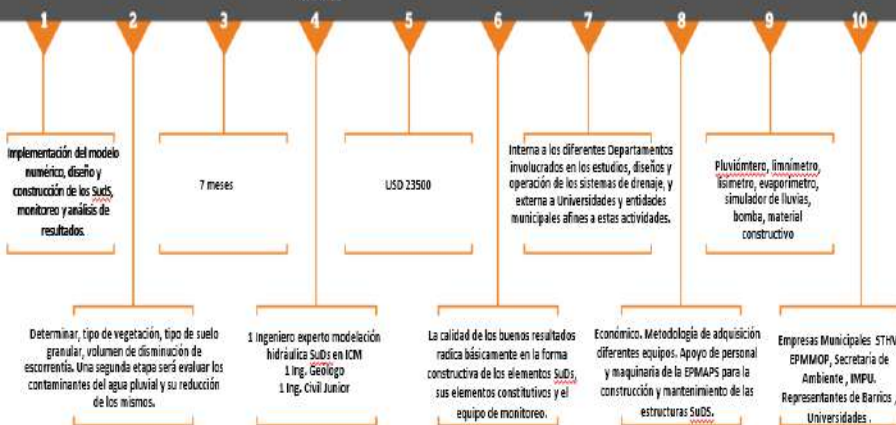 1 2 3 4 5 6 7 8 9 10
Implementación del modelo
numérico, diseño y
construcción de los SudS,
monitoreo y análisis de
resultados.
7 meses
USD 23500
Interna a los diferentes Departamentos
involucrados en los estudios, diseños y
operación de los sistemas de drenaje, y
externa a Universidades y entidades
municipales afines a estas actividades.
Pluviómtero, limnímetro,
lisímetro, evaporímetro,
simulador de lluvias,
bomba, material
constructivo
Determinar, tipo de vegetación, tipo de suelo
granular, volumen de disminución de
escorrentía. Una segunda etapa será evaluar los
contaminantes del agua pluvial y su reducción
de los mismos.
1 Ingeniero experto modelación
hidráulica SuDs en ICM
1 Ing. Geólogo
1 Ing. Civil Junior
La calidad de los buenos resultados
radica básicamente en la forma
constructiva de los elementos SuDs,
sus elementos constitutivos y el
equipo de monitoreo.
Económico. Metodología de adquisición
diferentes equipos. Apoyo de personal
y maquinaria de la EPMAPS para la
construcción y mantenimiento de las
estructuras SuDS.
Empresas Municipales STHV
EPMMOP, Secretaria de
Ambiente , IMPU.
Representantes de Barrios ,
Universidades .